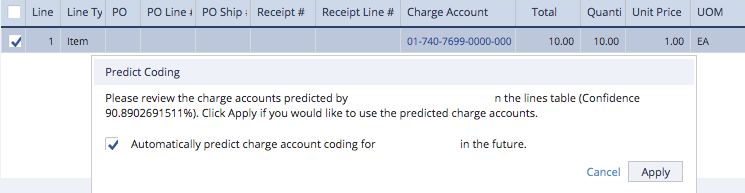 Line Ty PO PO Line # PO Ship Receipt # Receipt Line # Charge Account Total Quanti Unit Price UOM
1 Item 01-740-7699-0000-000 10.00 10.00 1.00 EA
Predict Coding
Please review the charge accounts predicted by n the lines table (Confidence
90.8902691511%). Click Apply if you would like to use the predicted charge accounts.
Automatically predict charge account coding for in the future.
Cancel Apply